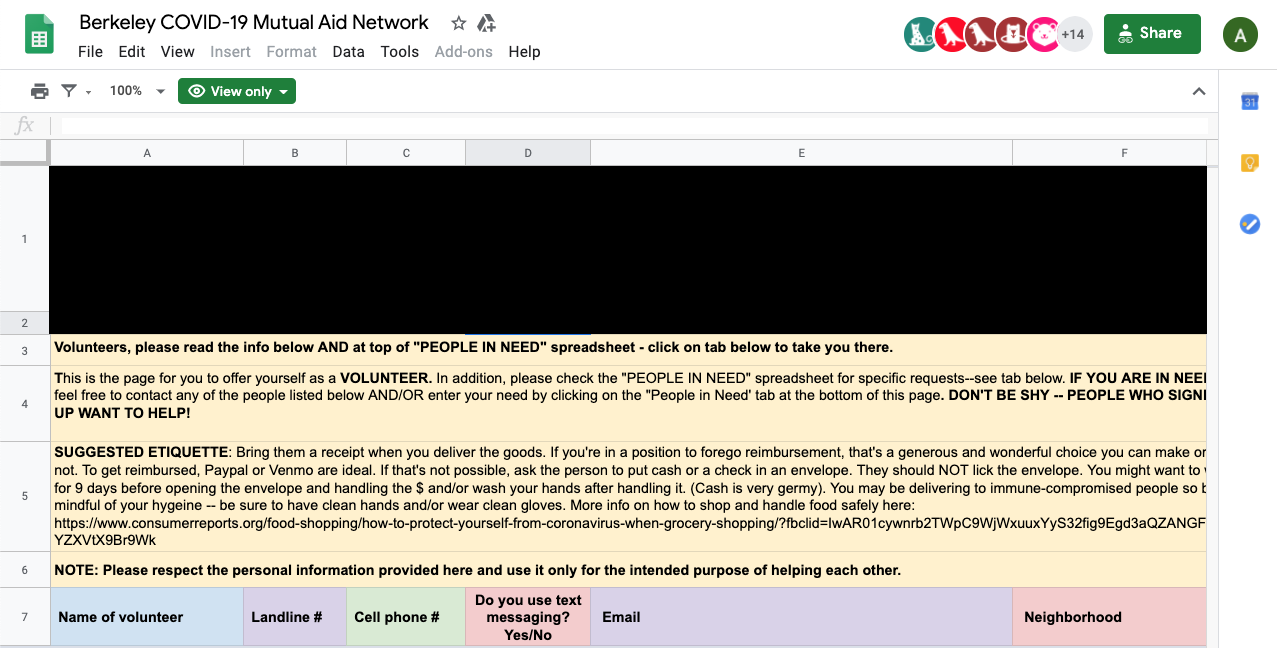 Berkeley COVID-19 Mutual Aid Network
File Edit View Insert Format Data Tools Add-ons Help
+14
Share
A
100%
View only
31
fx
A B C D E F
1
2
3 Volunteers, please read the info below AND at top of "PEOPLE IN NEED" spreadsheet - click on tab below to take you there.
This is the page for you to offer yourself as a VOLUNTEER. In addition, please check the "PEOPLE IN NEED" spreadsheet for specific requests--see tab below. IF YOU ARE IN NEE
4 feel free to contact any of the people listed below AND/OR enter your need by clicking on the "People in Need' tab at the bottom of this page. DON'T BE SHY -- PEOPLE WHO SIGN
UP WANT TO HELP!
SUGGESTED ETIQUETTE: Bring them a receipt when you deliver the goods. If you're in a position to forego reimbursement, that's a generous and wonderful choice you can make or
not. To get reimbursed, Paypal or Venmo are ideal. If that's not possible, ask the person to put cash or a check in an envelope. They should NOT lick the envelope. You might want to
5 for 9 days before opening the envelope and handling the $ and/or wash your hands after handling it. (Cash is very germy). You may be delivering to immune-compromised people so b
mindful of your hygeine -- be sure to have clean hands and/or wear clean gloves. More info on how to shop and handle food safely here:
https://www.consumerreports.org/food-shopping/how-to-protect-yourself-from-coronavirus-when-grocery-shopping/?fbclid=IwAR01cywnrb2TWpC9WjWxuuxYyS32fig9Egd3aQZANGF
YZXVtX9Br9Wk
6 NOTE: Please respect the personal information provided here and use it only for the intended purpose of helping each other.
7 Name of volunteer Landline # Cell phone # Do you use text messaging? Yes/No Email Neighborhood